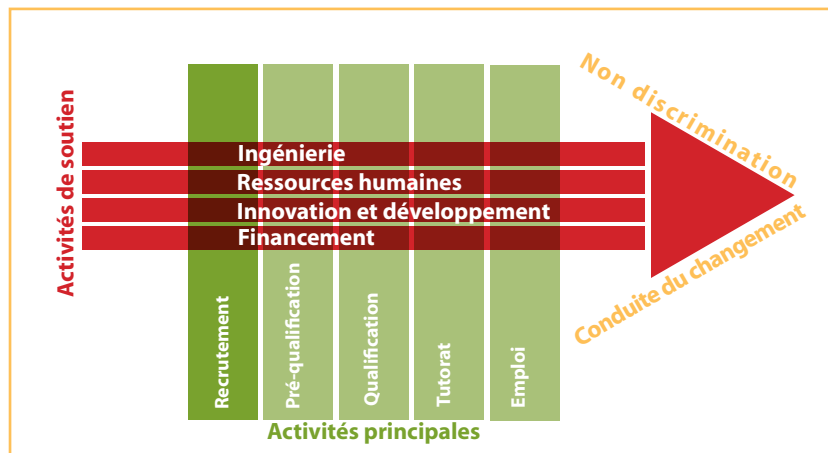 Non discrimination
Activités de soutien
Ingénierie
Ressources humaines
Innovation et développement
Financement
Conduite du changement
Recrutement
Pré-qualification
Qualification
Tutorat
Emploi
Activités principales